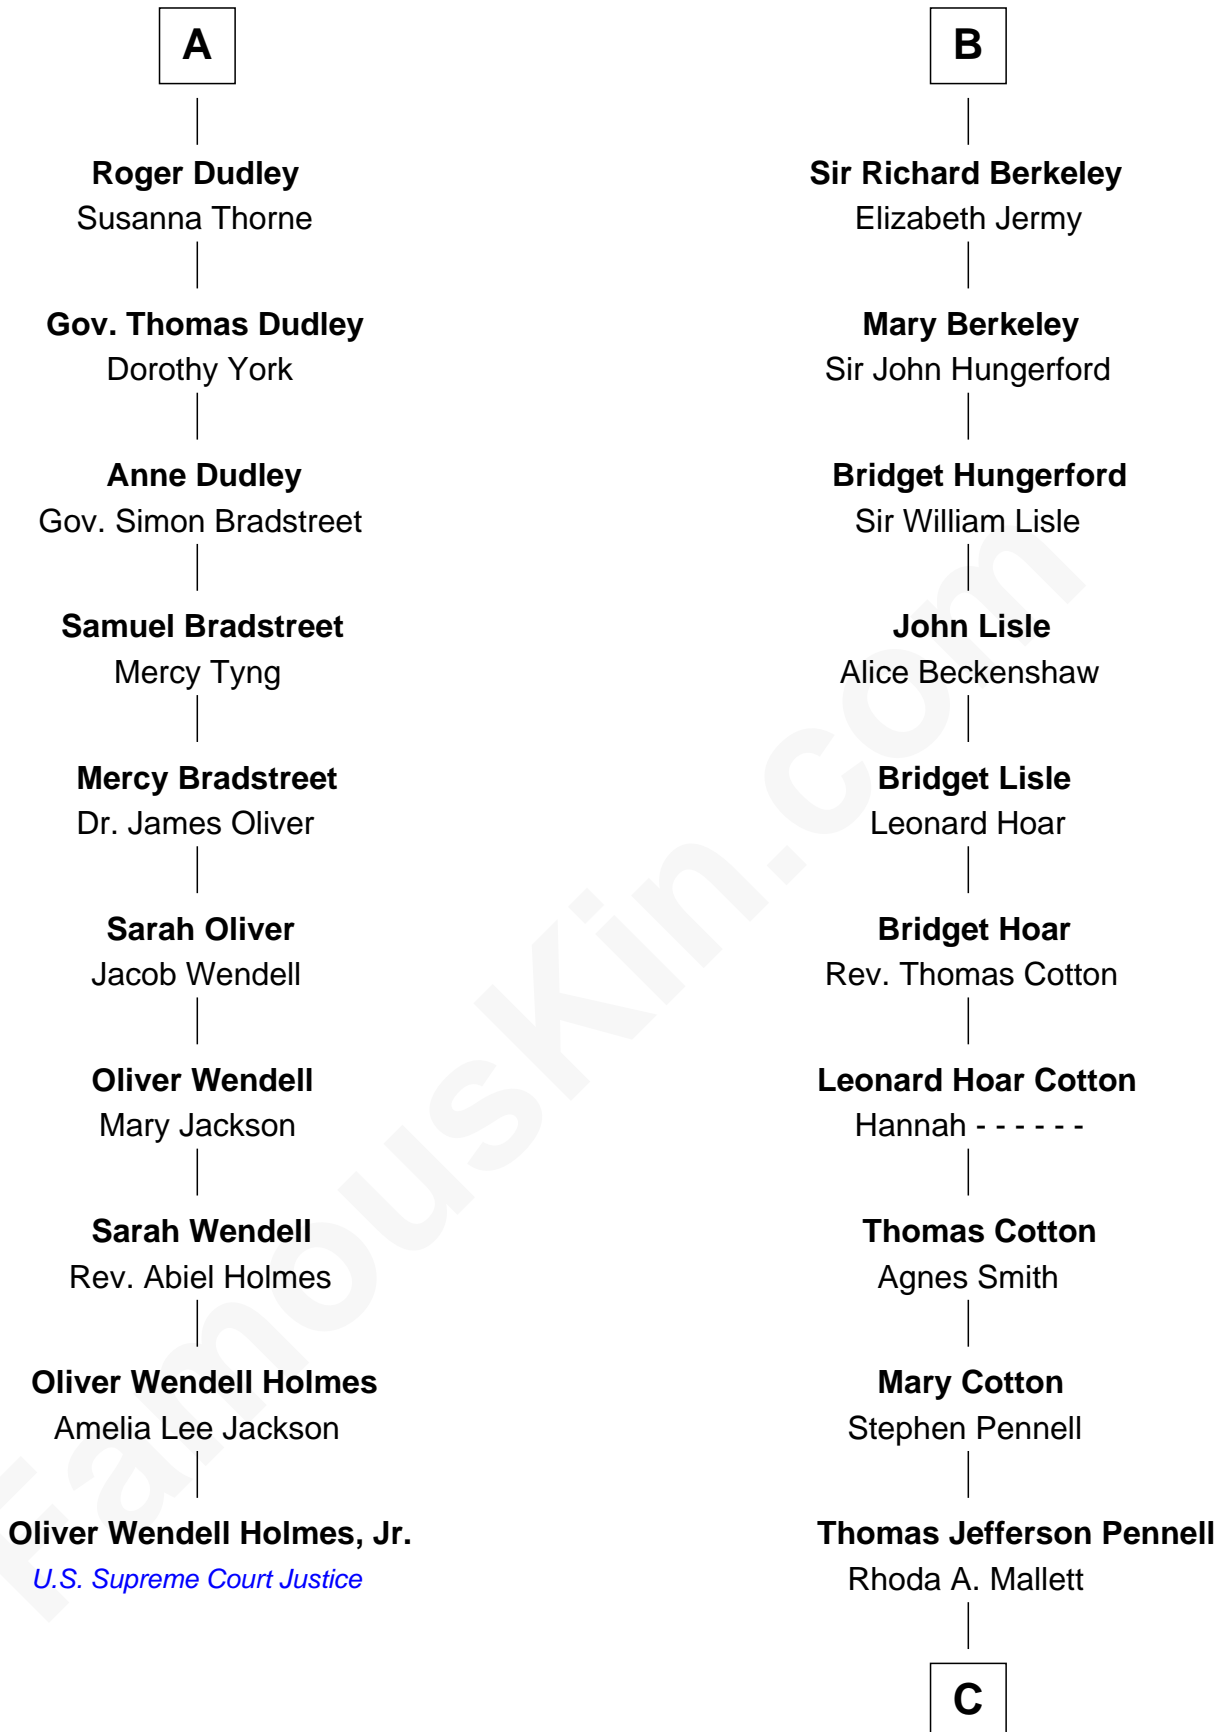 A
Roger Dudley
Susanna Thorne
Gov. Thomas Dudley
Dorothy York
Anne Dudley
Gov. Simon Bradstreet
Samuel Bradstreet
Mercy Tyng
Mercy Bradstreet
Dr. James Oliver
Sarah Oliver
Jacob Wendell
Oliver Wendell
Mary Jackson
Sarah Wendell
Rev. Abiel Holmes
Oliver Wendell Holmes
Amelia Lee Jackson
Oliver Wendell Holmes, Jr.
U.S. Supreme Court Justice
B
Sir Richard Berkeley
Elizabeth Jermy
Mary Berkeley
Sir John Hungerford
Bridget Hungerford
Sir William Lisle
John Lisle
Alice Beckenshaw
Bridget Lisle
Leonard Hoar
Bridget Hoar
Rev. Thomas Cotton
Leonard Hoar Cotton
Hannah - - - - - -
Thomas Cotton
Agnes Smith
Mary Cotton
Stephen Pennell
Thomas Jefferson Pennell
Rhoda A. Mallett
C
FamousKin.com